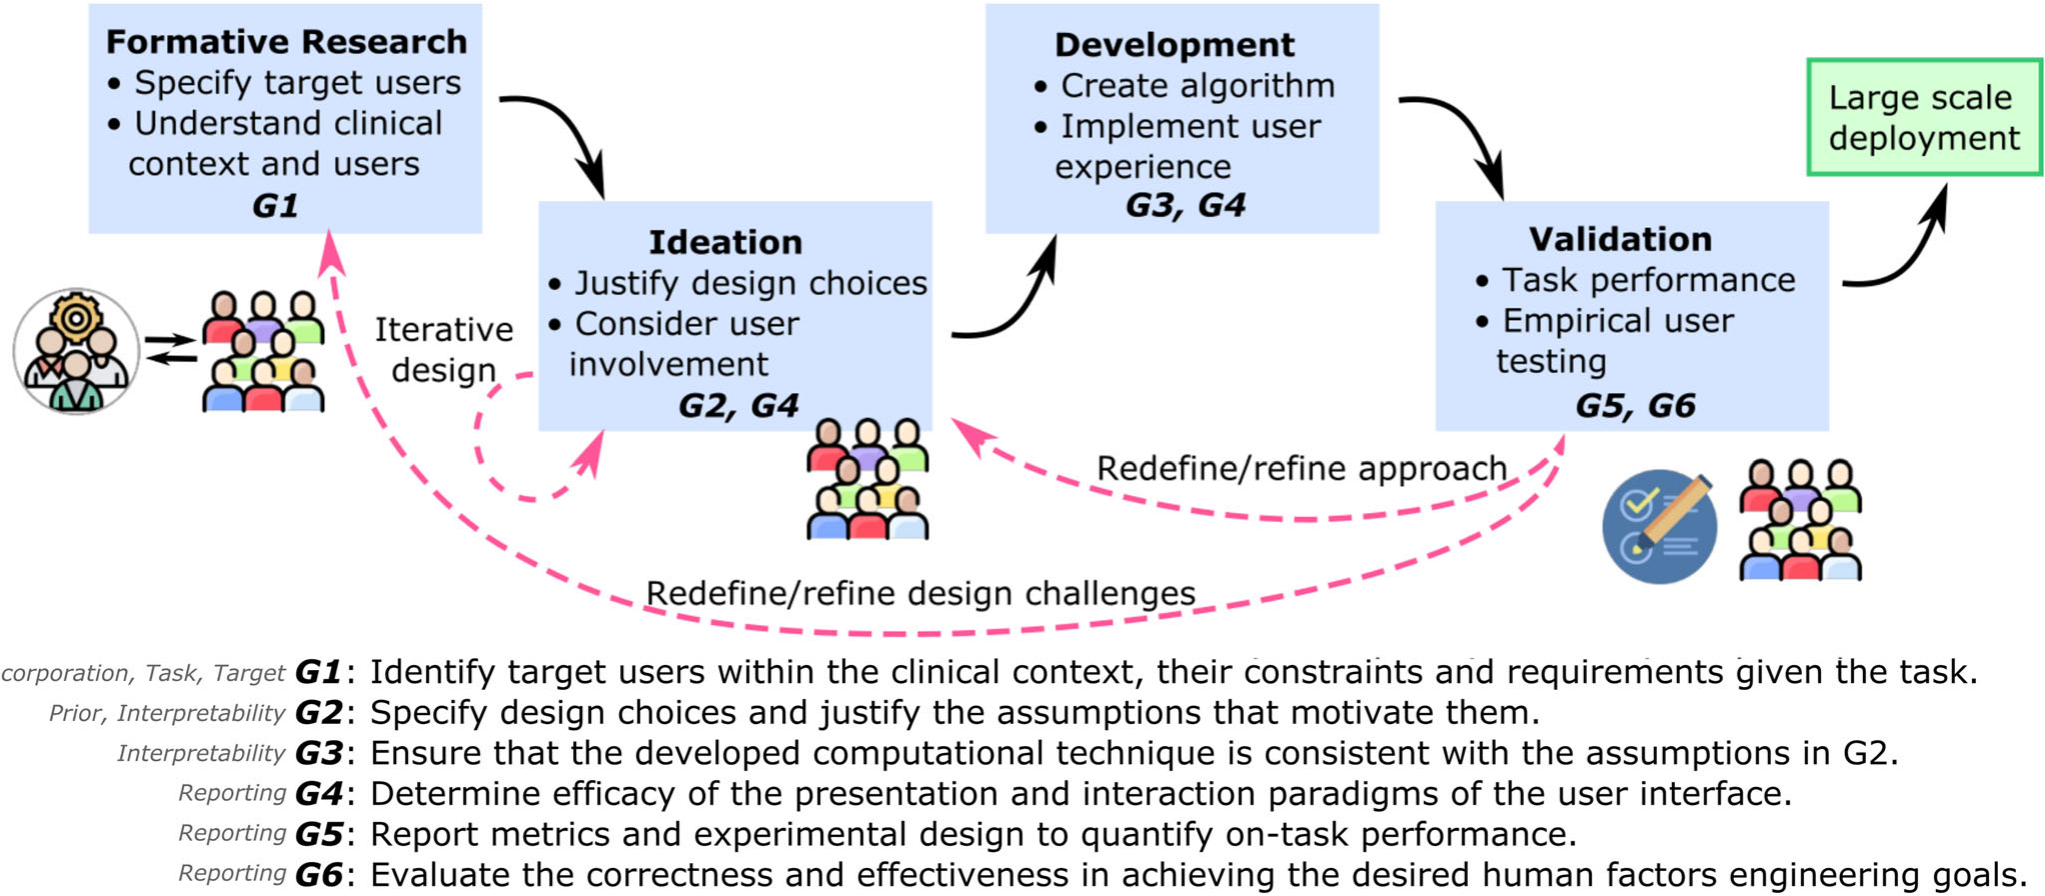 Formative Research
• Specify target users
• Understand clinical
context and users
G1
Ideation
• Justify design choices
• Consider user
involvement
G2, G4
Development
• Create algorithm
• Implement user
experience
G3, G4
Validation
• Task performance
• Empirical user
testing
G5, G6
Large scale
deployment
Iterative
design
Redefine/refine approach
Redefine/refine design challenges
corporation, Task, Target G1: Identify target users within the clinical context, their constraints and requirements given the task.
Prior, Interpretability G2: Specify design choices and justify the assumptions that motivate them.
Interpretability G3: Ensure that the developed computational technique is consistent with the assumptions in G2.
Reporting G4: Determine efficacy of the presentation and interaction paradigms of the user interface.
Reporting G5: Report metrics and experimental design to quantify on-task performance.
Reporting G6: Evaluate the correctness and effectiveness in achieving the desired human factors engineering goals.